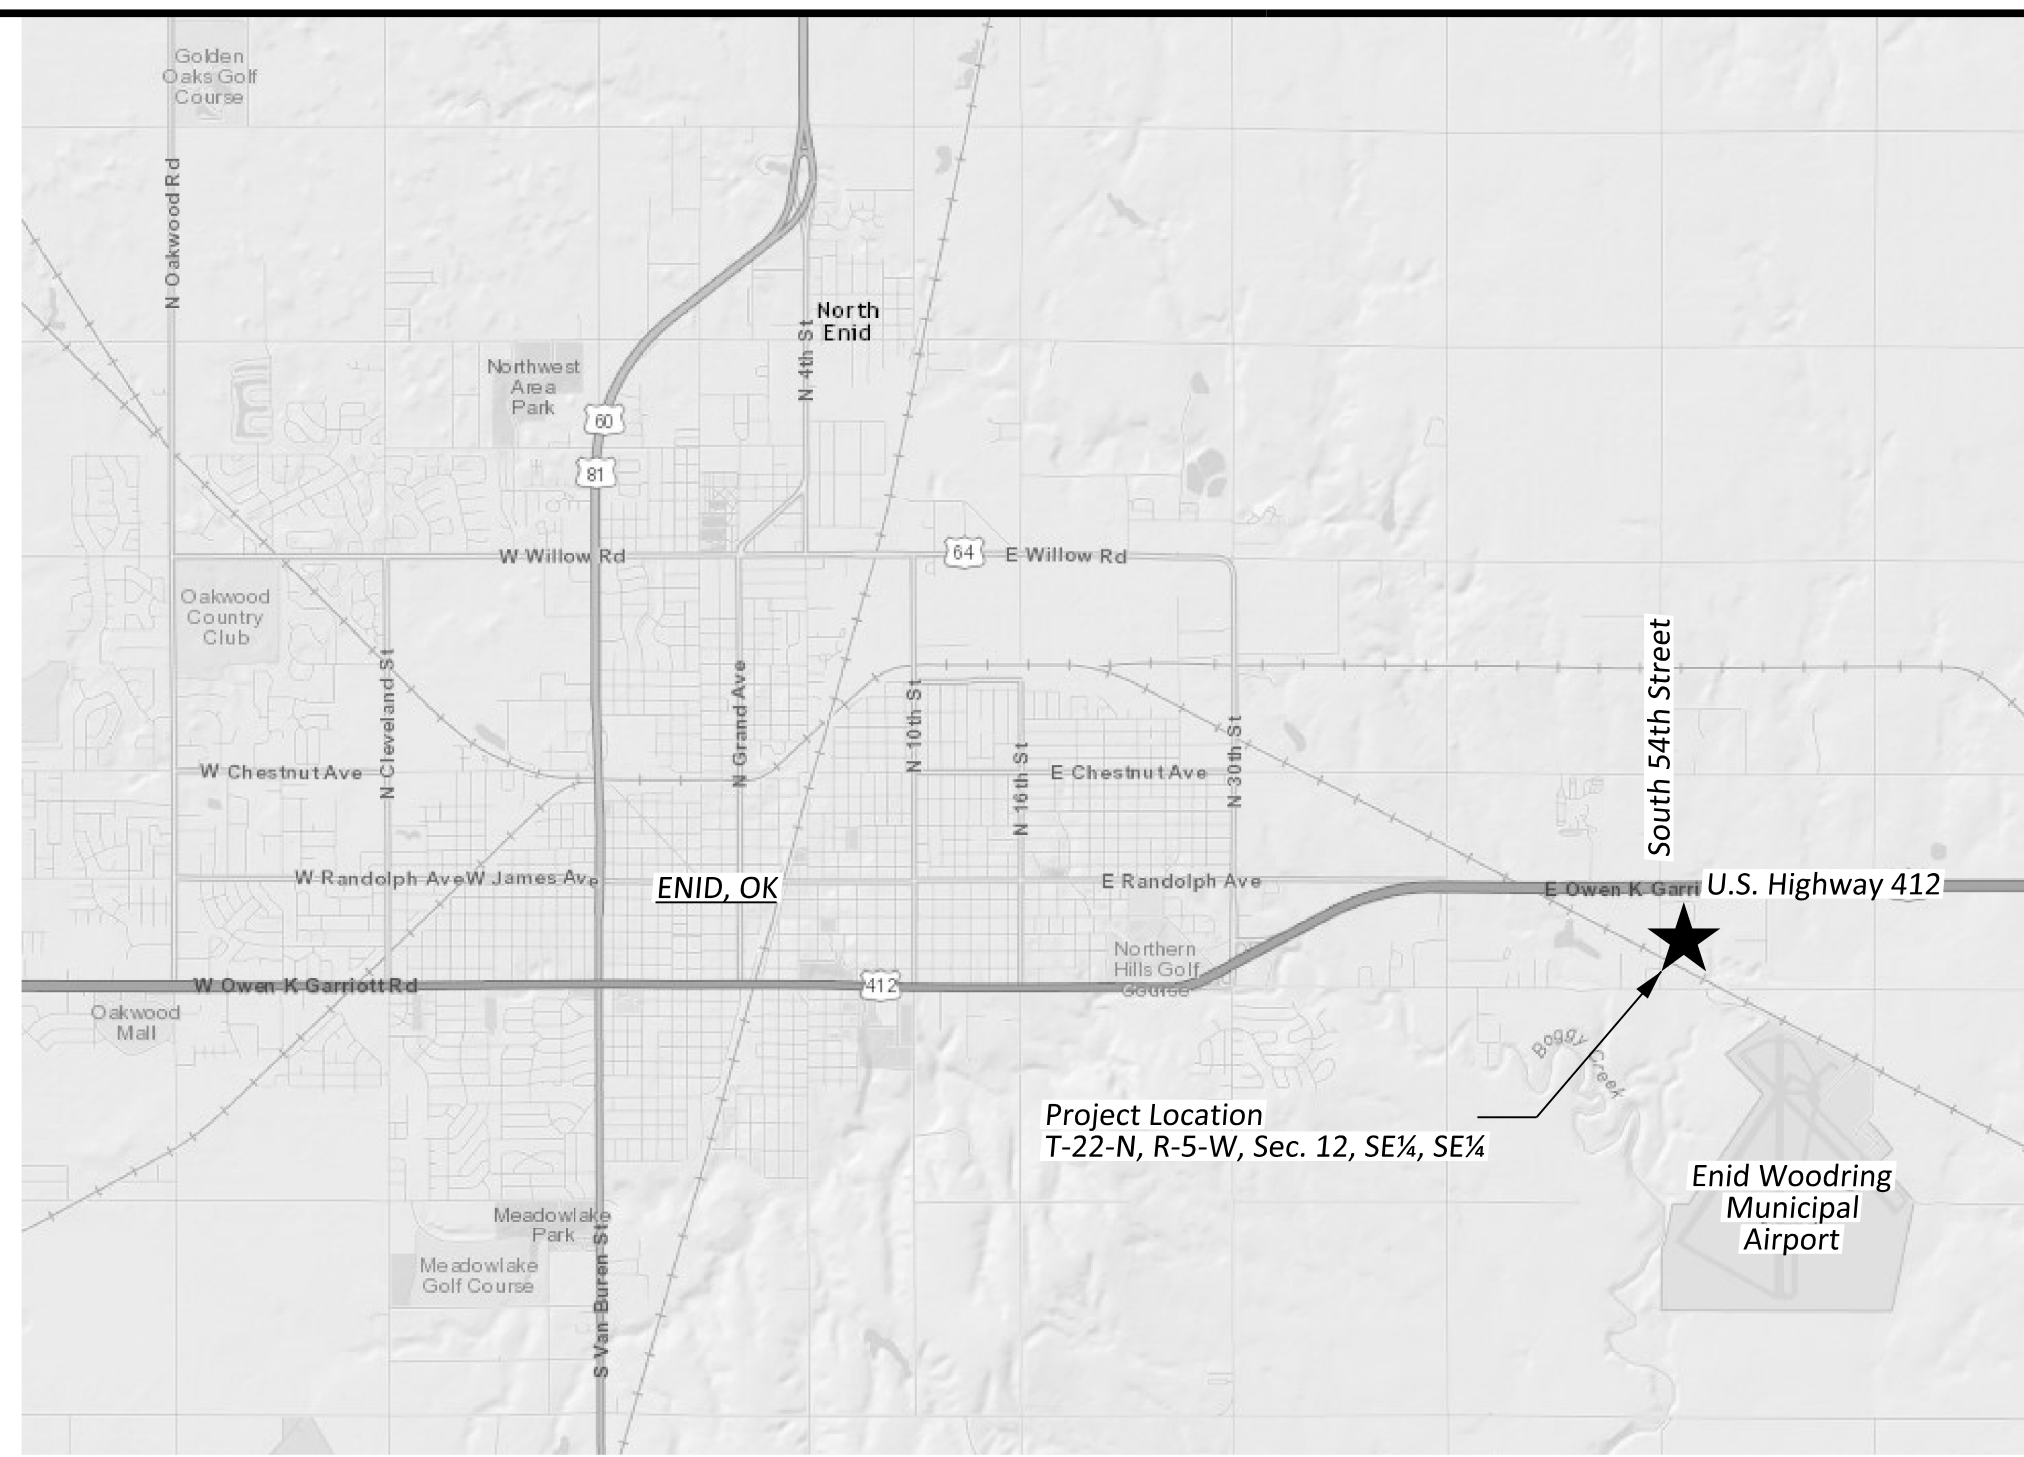 Golden
Oaks Golf
Course
N Oakwood Rd
North
Enid
N 4th St
Northwest
Area
Park
60
81
W Willow Rd
64
E Willow Rd
Oakwood
Country
Club
South 54th Street
N Cleveland St
N Grand Ave
N 10th St
N 16th St
N 30th St
W Chestnut Ave
E Chestnut Ave
W Randolph Ave
W James Ave
ENID, OK
E Randolph Ave
E Owen K Garri
U.S. Highway 412
Northern
Hills Golf
Course
W Owen K Garriott Rd
412
Oakwood
Mall
Boggy Creek
Project Location
T-22-N, R-5-W, Sec. 12, SE¼, SE¼
Enid Woodring
Municipal
Airport
Meadowlake
Park
Meadowlake
Golf Course
S Van Buren St